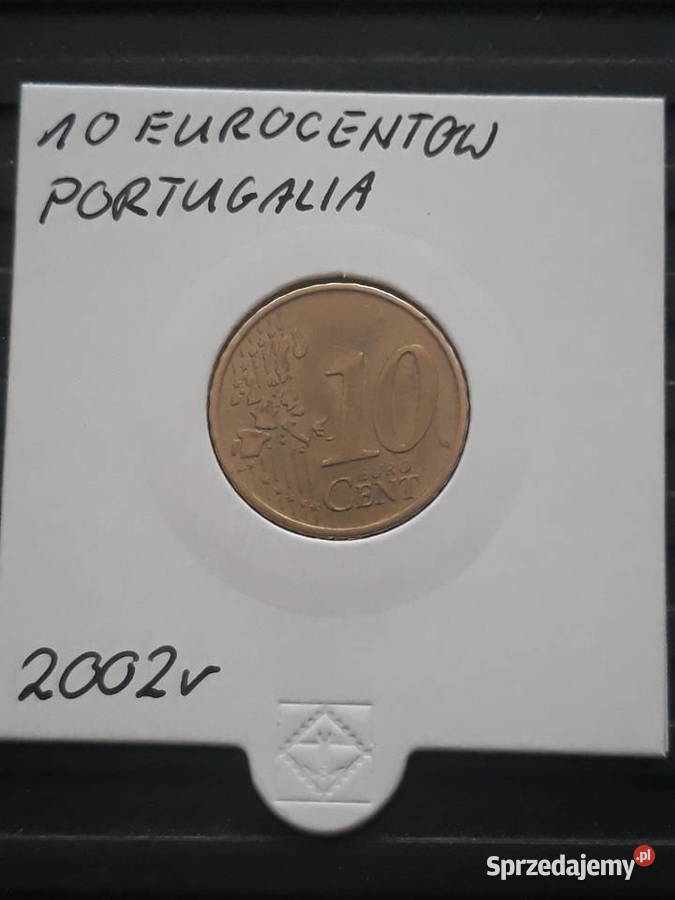 10 EUROCENTOW
PORTUGALIA
10
EURO
CENT
2002r
Sprzedajemy.pl